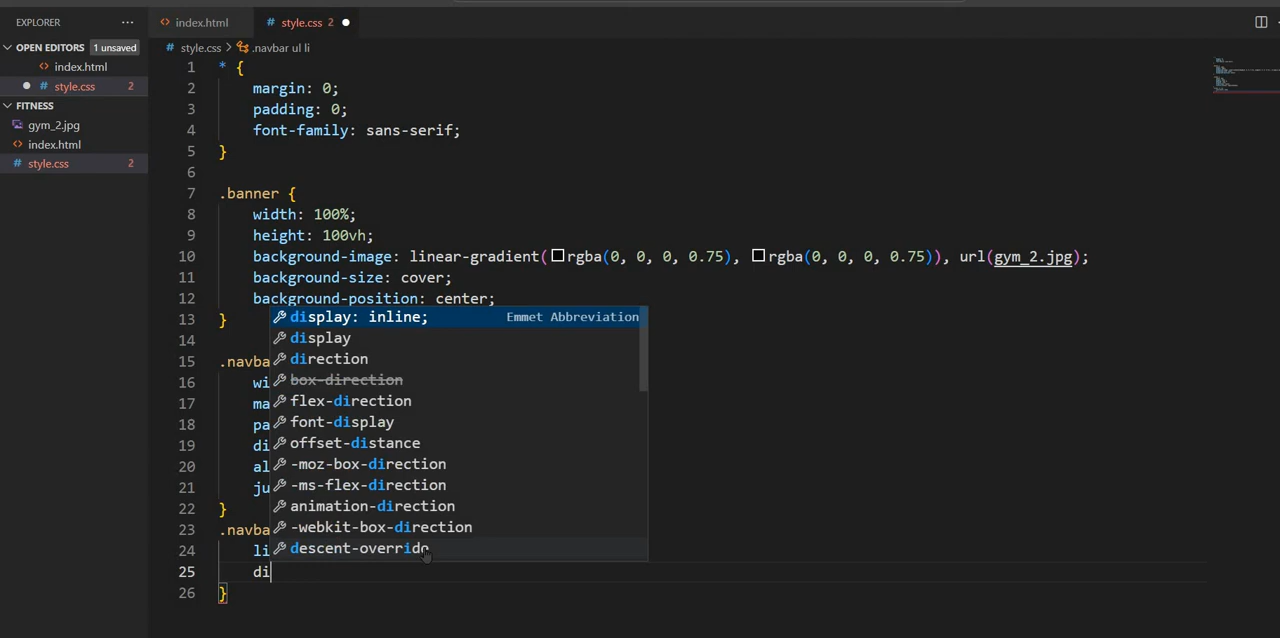 EXPLORER
index.html
style.css 2
OPEN EDITORS 1 unsaved
index.html
style.css 2
FITNESS
gym_2.jpg
index.html
style.css 2
style.css > .navbar ul li
1 * {
2 margin: 0;
3 padding: 0;
4 font-family: sans-serif;
5 }
6
7 .banner {
8 width: 100%;
9 height: 100vh;
10 background-image: linear-gradient(rgba(0, 0, 0, 0.75), rgba(0, 0, 0, 0.75)), url(gym_2.jpg);
11 background-size: cover;
12 background-position: center;
13 }
14
15 .navba
16 wi
17 ma
18 pa
19 di
20 al
21 ju
22 }
23 .navba
24 li
25 di
26 }
display: inline; Emmet Abbreviation
display
direction
box-direction
flex-direction
font-display
offset-distance
-moz-box-direction
-ms-flex-direction
animation-direction
-webkit-box-direction
descent-override